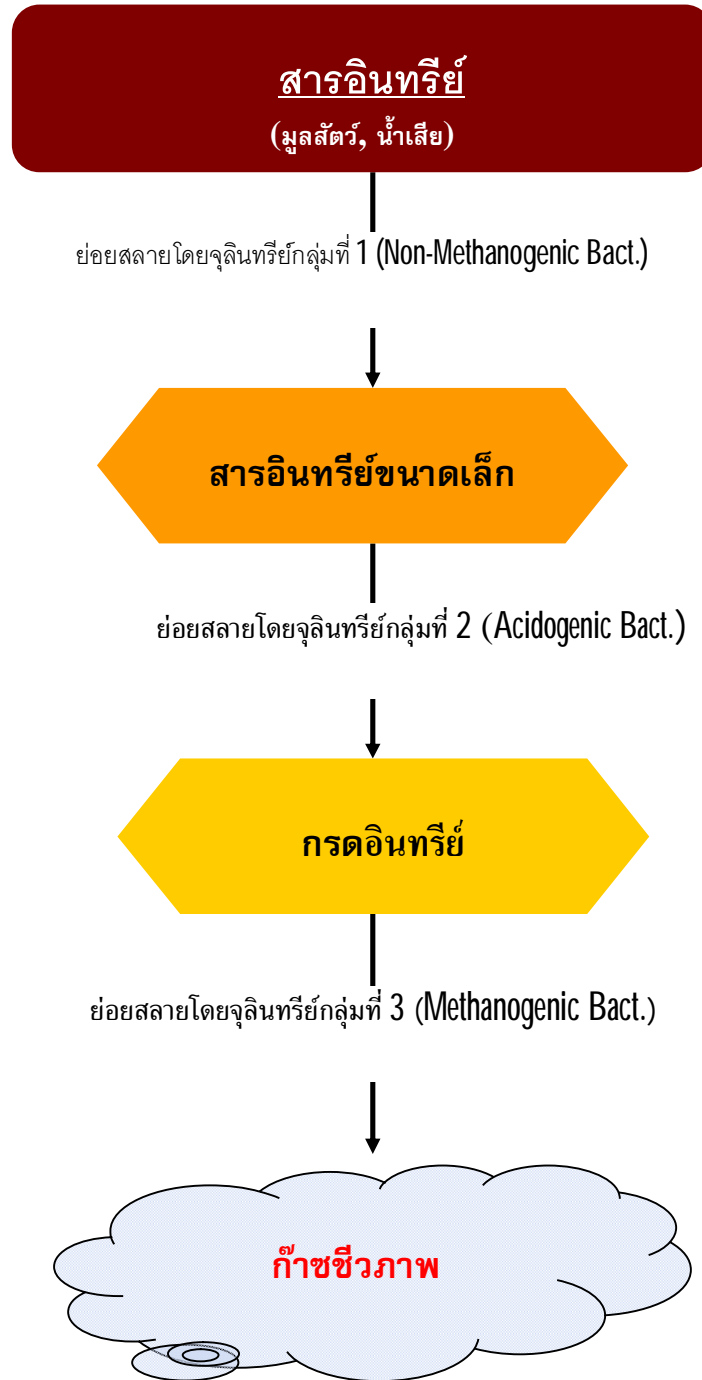 สารอินทรีย์
(มูลสัตว์, น้ำเสีย)
ย่อยสลายโดยจุลินทรีย์กลุ่มที่ 1 (Non-Methanogenic Bact.)
สารอินทรีย์ขนาดเล็ก
ย่อยสลายโดยจุลินทรีย์กลุ่มที่ 2 (Acidogenic Bact.)
กรดอินทรีย์
ย่อยสลายโดยจุลินทรีย์กลุ่มที่ 3 (Methanogenic Bact.)
ก๊าซชีวภาพ